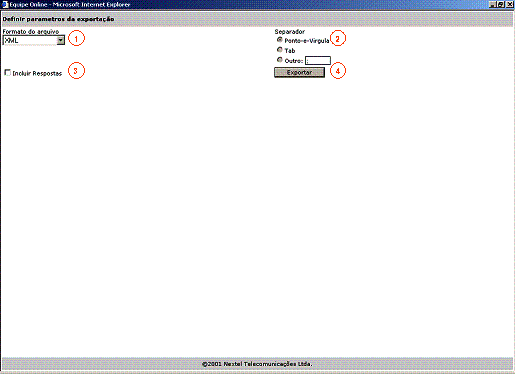 Equipe Online - Microsoft Internet Explorer
Definir parametros da exportação
Formato do arquivo
XML
1
Separador
Ponto-e-Vírgula
2
Tab
Outro: ;
Incluir Respostas
3
Exportar
4
©2001 Nextel Telecomunicações Ltda.